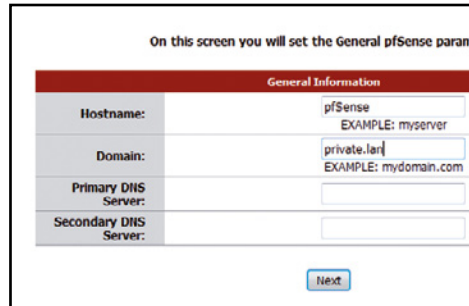 On this screen you will set the General pfSense param
General Information
Hostname:
pfSense
EXAMPLE: myserver
Domain:
private.lan
EXAMPLE: mydomain.com
Primary DNS
Server:
Secondary DNS
Server:
Next